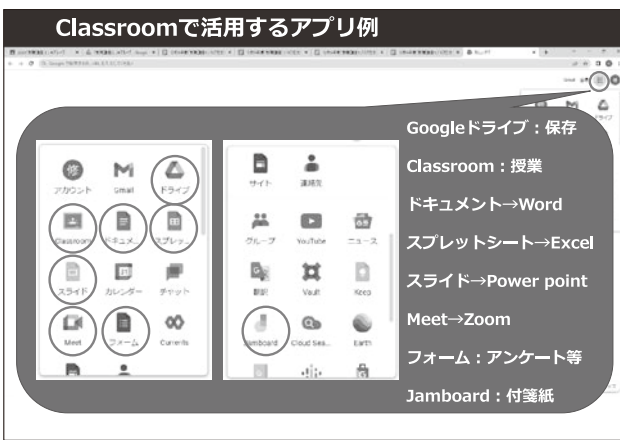 Classroomで活用するアプリ例
Gmail
アカウント Gmail ドライブ
Classroom ドキュメ... スプレッ...
スライド カレンダー チャット
Meet フォーム Currents
サイト 連絡先
グループ YouTube ニュース
翻訳 Vault Keep
Jamboard Cloud Sea... Earth
Googleドライブ：保存
Classroom：授業
ドキュメント→Word
スプレットシート→Excel
スライド→Power point
Meet→Zoom
フォーム：アンケート等
Jamboard：付箋紙